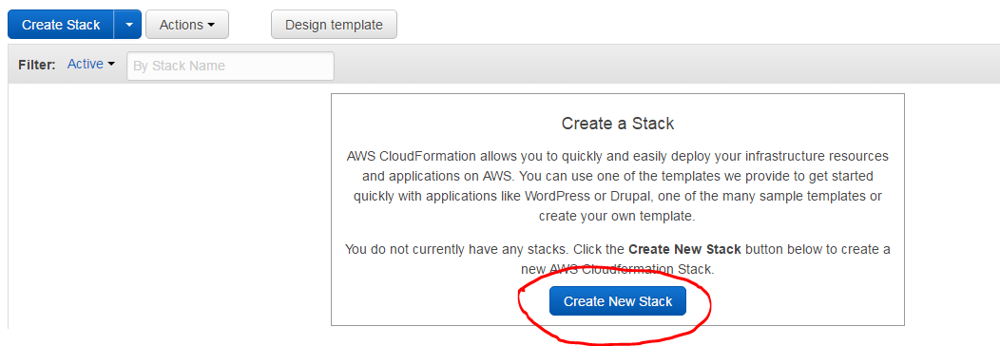 Create Stack Actions Design template
Filter: Active By Stack Name
Create a Stack
AWS CloudFormation allows you to quickly and easily deploy your infrastructure resources
and applications on AWS. You can use one of the templates we provide to get started
quickly with applications like WordPress or Drupal, one of the many sample templates or
create your own template.
You do not currently have any stacks. Click the Create New Stack button below to create a
new AWS Cloudformation Stack.
Create New Stack